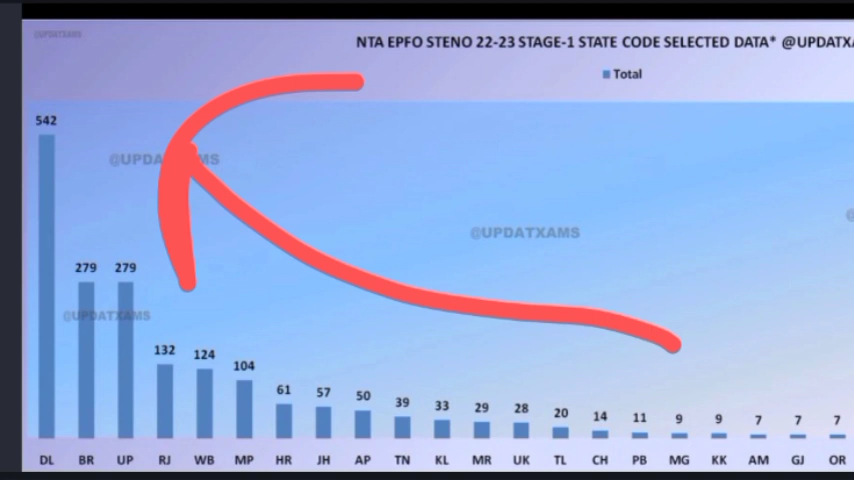 @UPDATXAMS
NTA EPFO STENO 22-23 STAGE-1 STATE CODE SELECTED DATA* @UPDATX
Total
542
@UPDA MS
@UPDATXAMS
279 279
@UPDATXAMS
132 124 104 61 57 50 39 33 29 28 20 14 11 9 9 7 7 7
DL BR UP RJ WB MP HR JH AP TN KL MR UK TL CH PB MG KK AM GJ OR